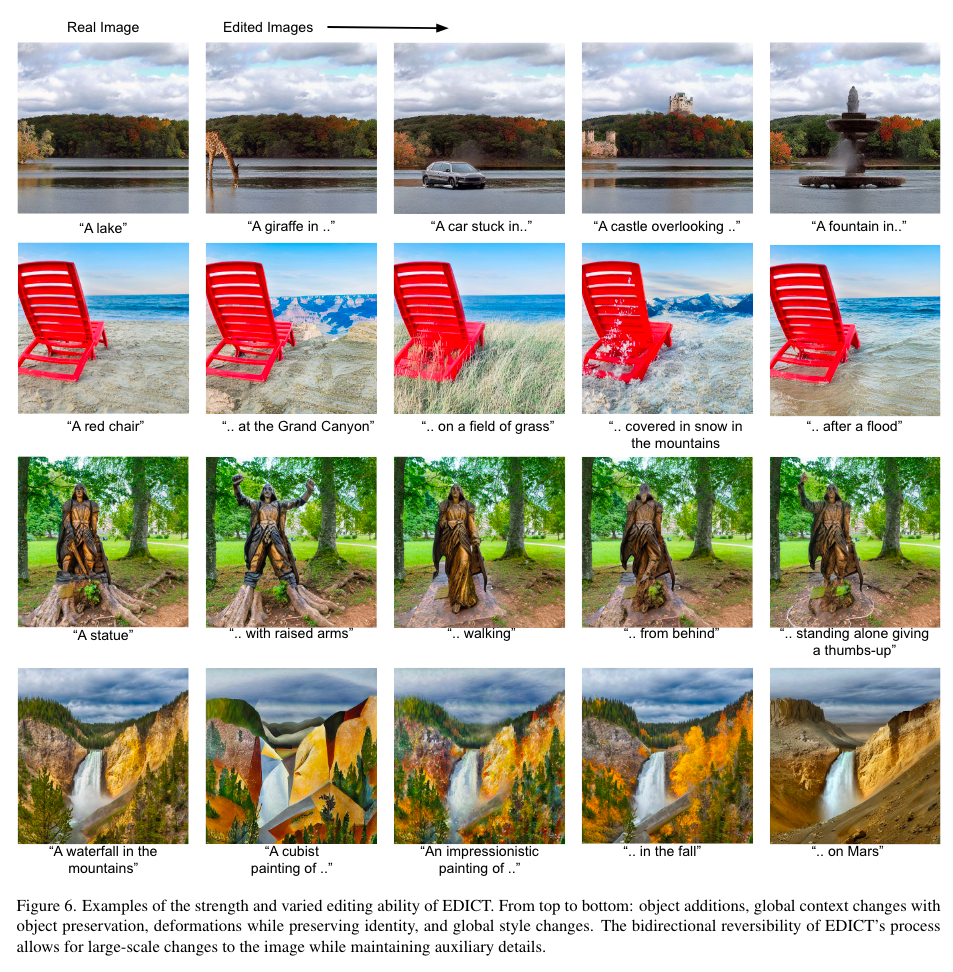 Real Image
Edited Images
“A lake”
“A giraffe in ..”
“A car stuck in..”
“A castle overlooking ..”
“A fountain in..”
“A red chair”
“.. at the Grand Canyon”
“.. on a field of grass”
“.. covered in snow in
the mountains
“.. after a flood”
“A statue”
“.. with raised arms”
“.. walking”
“.. from behind”
“.. standing alone giving
a thumbs-up”
“A waterfall in the
mountains”
“A cubist
painting of ..”
“An impressionistic
painting of ..”
“.. in the fall”
“.. on Mars”
Figure 6. Examples of the strength and varied editing ability of EDICT. From top to bottom: object additions, global context changes with
object preservation, deformations while preserving identity, and global style changes. The bidirectional reversibility of EDICT’s process
allows for large-scale changes to the image while maintaining auxiliary details.